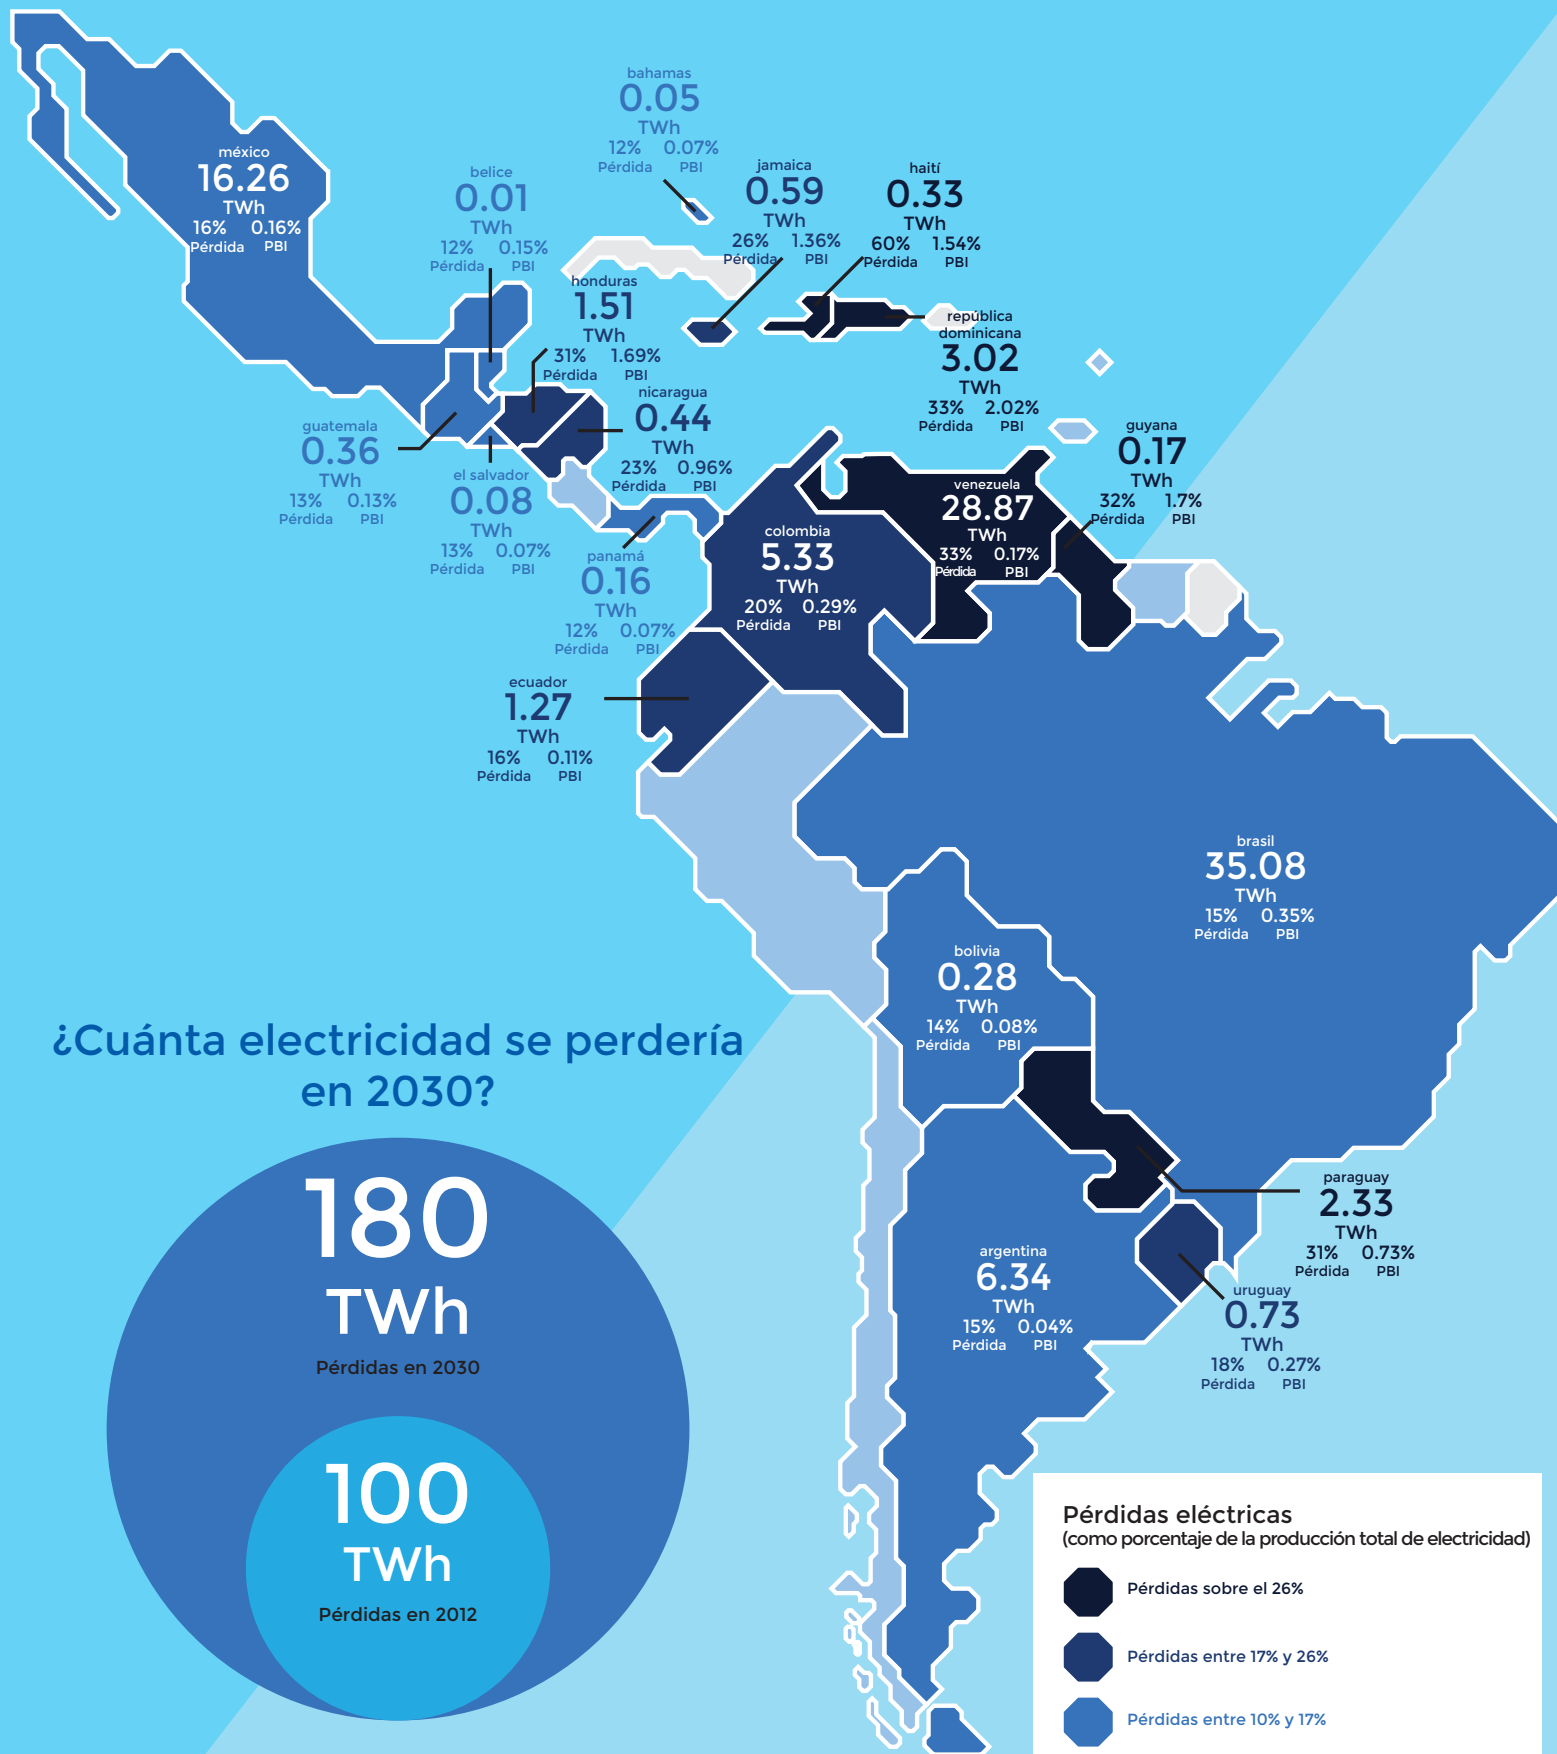 bahamas
0.05
TWh
12% 0.07%
Pérdida PBI
méxico
16.26
TWh
16% 0.16%
Pérdida PBI
belice
0.01
TWh
12% 0.15%
Pérdida PBI
jamaica
0.59
TWh
26% 1.36%
Pérdida PBI
haití
0.33
TWh
60% 1.54%
Pérdida PBI
honduras
1.51
TWh
31% 1.69%
Pérdida PBI
república
dominicana
3.02
TWh
33% 2.02%
Pérdida PBI
nicaragua
0.44
TWh
23% 0.96%
Pérdida PBI
guatemala
0.36
TWh
13% 0.13%
Pérdida PBI
el salvador
0.08
TWh
13% 0.07%
Pérdida PBI
guyana
0.17
TWh
32% 1.7%
Pérdida PBI
venezuela
28.87
TWh
33% 0.17%
Pérdida PBI
colombia
5.33
TWh
20% 0.29%
Pérdida PBI
panamá
0.16
TWh
12% 0.07%
Pérdida PBI
ecuador
1.27
TWh
16% 0.11%
Pérdida PBI
brasil
35.08
TWh
15% 0.35%
Pérdida PBI
bolivia
0.28
TWh
14% 0.08%
Pérdida PBI
paraguay
2.33
TWh
31% 0.73%
Pérdida PBI
argentina
6.34
TWh
15% 0.04%
Pérdida PBI
uruguay
0.73
TWh
18% 0.27%
Pérdida PBI
¿Cuánta electricidad se perdería
en 2030?
180
TWh
Pérdidas en 2030
100
TWh
Pérdidas en 2012
Pérdidas eléctricas
(como porcentaje de la producción total de electricidad)
Pérdidas sobre el 26%
Pérdidas entre 17% y 26%
Pérdidas entre 10% y 17%